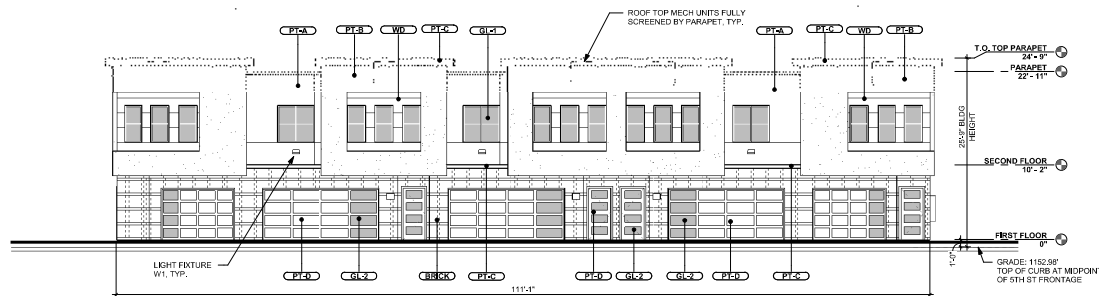 ROOF TOP MECH UNITS FULLY
SCREENED BY PARAPET, TYP.
PT-A
PT-B
WD
PT-C
GL-1
PT-A
PT-C
WD
PT-B
T.O. TOP PARAPET
24' - 9"
PARAPET
22' - 11"
25'-9" BLDG
HEIGHT
SECOND FLOOR
10' - 2"
FIRST FLOOR
0"
1'-0"
GRADE: 1152.98'
TOP OF CURB AT MIDPOINT
OF 5TH ST FRONTAGE
LIGHT FIXTURE
W1, TYP.
PT-D
GL-2
BRICK
PT-C
PT-D
GL-2
GL-2
PT-D
PT-C
111'-1"